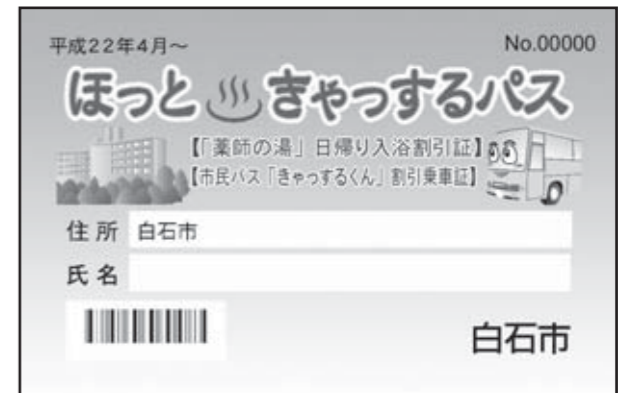 平成22年4月～
No.00000
ほっと♨きゃっするパス
【「薬師の湯」日帰り入浴割引証】
【市民バス「きゃっするくん」割引乗車証】
住所 白石市
氏名
白石市